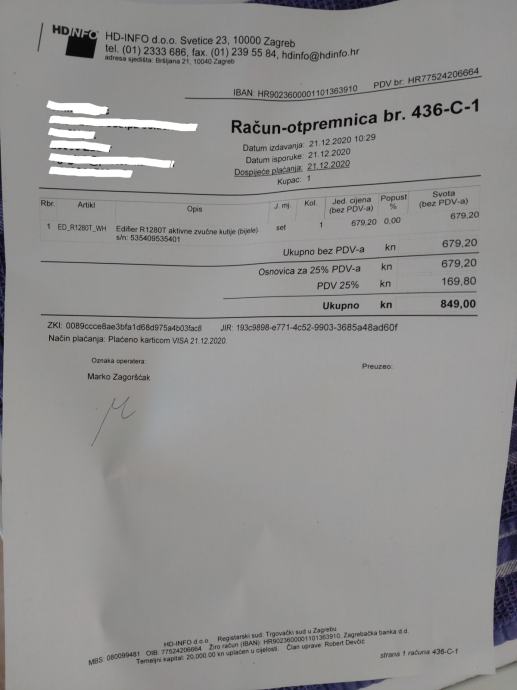 HD INFO
HD-INFO d.o.o. Svetice 23, 10000 Zagreb
tel. (01) 2333 686, fax. (01) 239 55 84, hdinfo@hdinfo.hr
adresa sjedišta: Bršljana 21, 10040 Zagreb
IBAN: HR9023600001101363910 PDV br: HR77524206664
Račun-otpremnica br. 436-C-1
Datum izdavanja: 21.12.2020 10:29
Datum isporuke: 21.12.2020
Dospijeće plaćanja: 21.12.2020
Kupac: 1
Rbr. Artikl Opis J. mj. Kol. Jed. cijena (bez PDV-a) Popust % Svota (bez PDV-a)
1 ED_R1280T_WH Edifier R1280T aktivne zvučne kutije (bijele) set 1 679,20 0,00 679,20
s/n: 535409535401
Ukupno bez PDV-a kn 679,20
Osnovica za 25% PDV-a kn 679,20
PDV 25% kn 169,80
Ukupno kn 849,00
ZKI: 0089ccce8ae3bfa1d68d975a4b03fac8 JIR: 193c9898-e771-4c52-9903-3685a48ad60f
Način plaćanja: Plaćeno karticom VISA 21.12.2020.
Oznaka operatera: Preuzeo:
Marko Zagorščak
HD-INFO d.o.o. Registarski sud: Trgovački sud u Zagrebu
MBS: 080099481 OIB: 77524206664 Žiro račun (IBAN): HR9023600001101363910, Zagrebačka banka d.d.
Temeljni kapital: 20.000,00 kn uplaćen u cijelosti. Član uprave: Robert Devčić
strana 1 računa 436-C-1